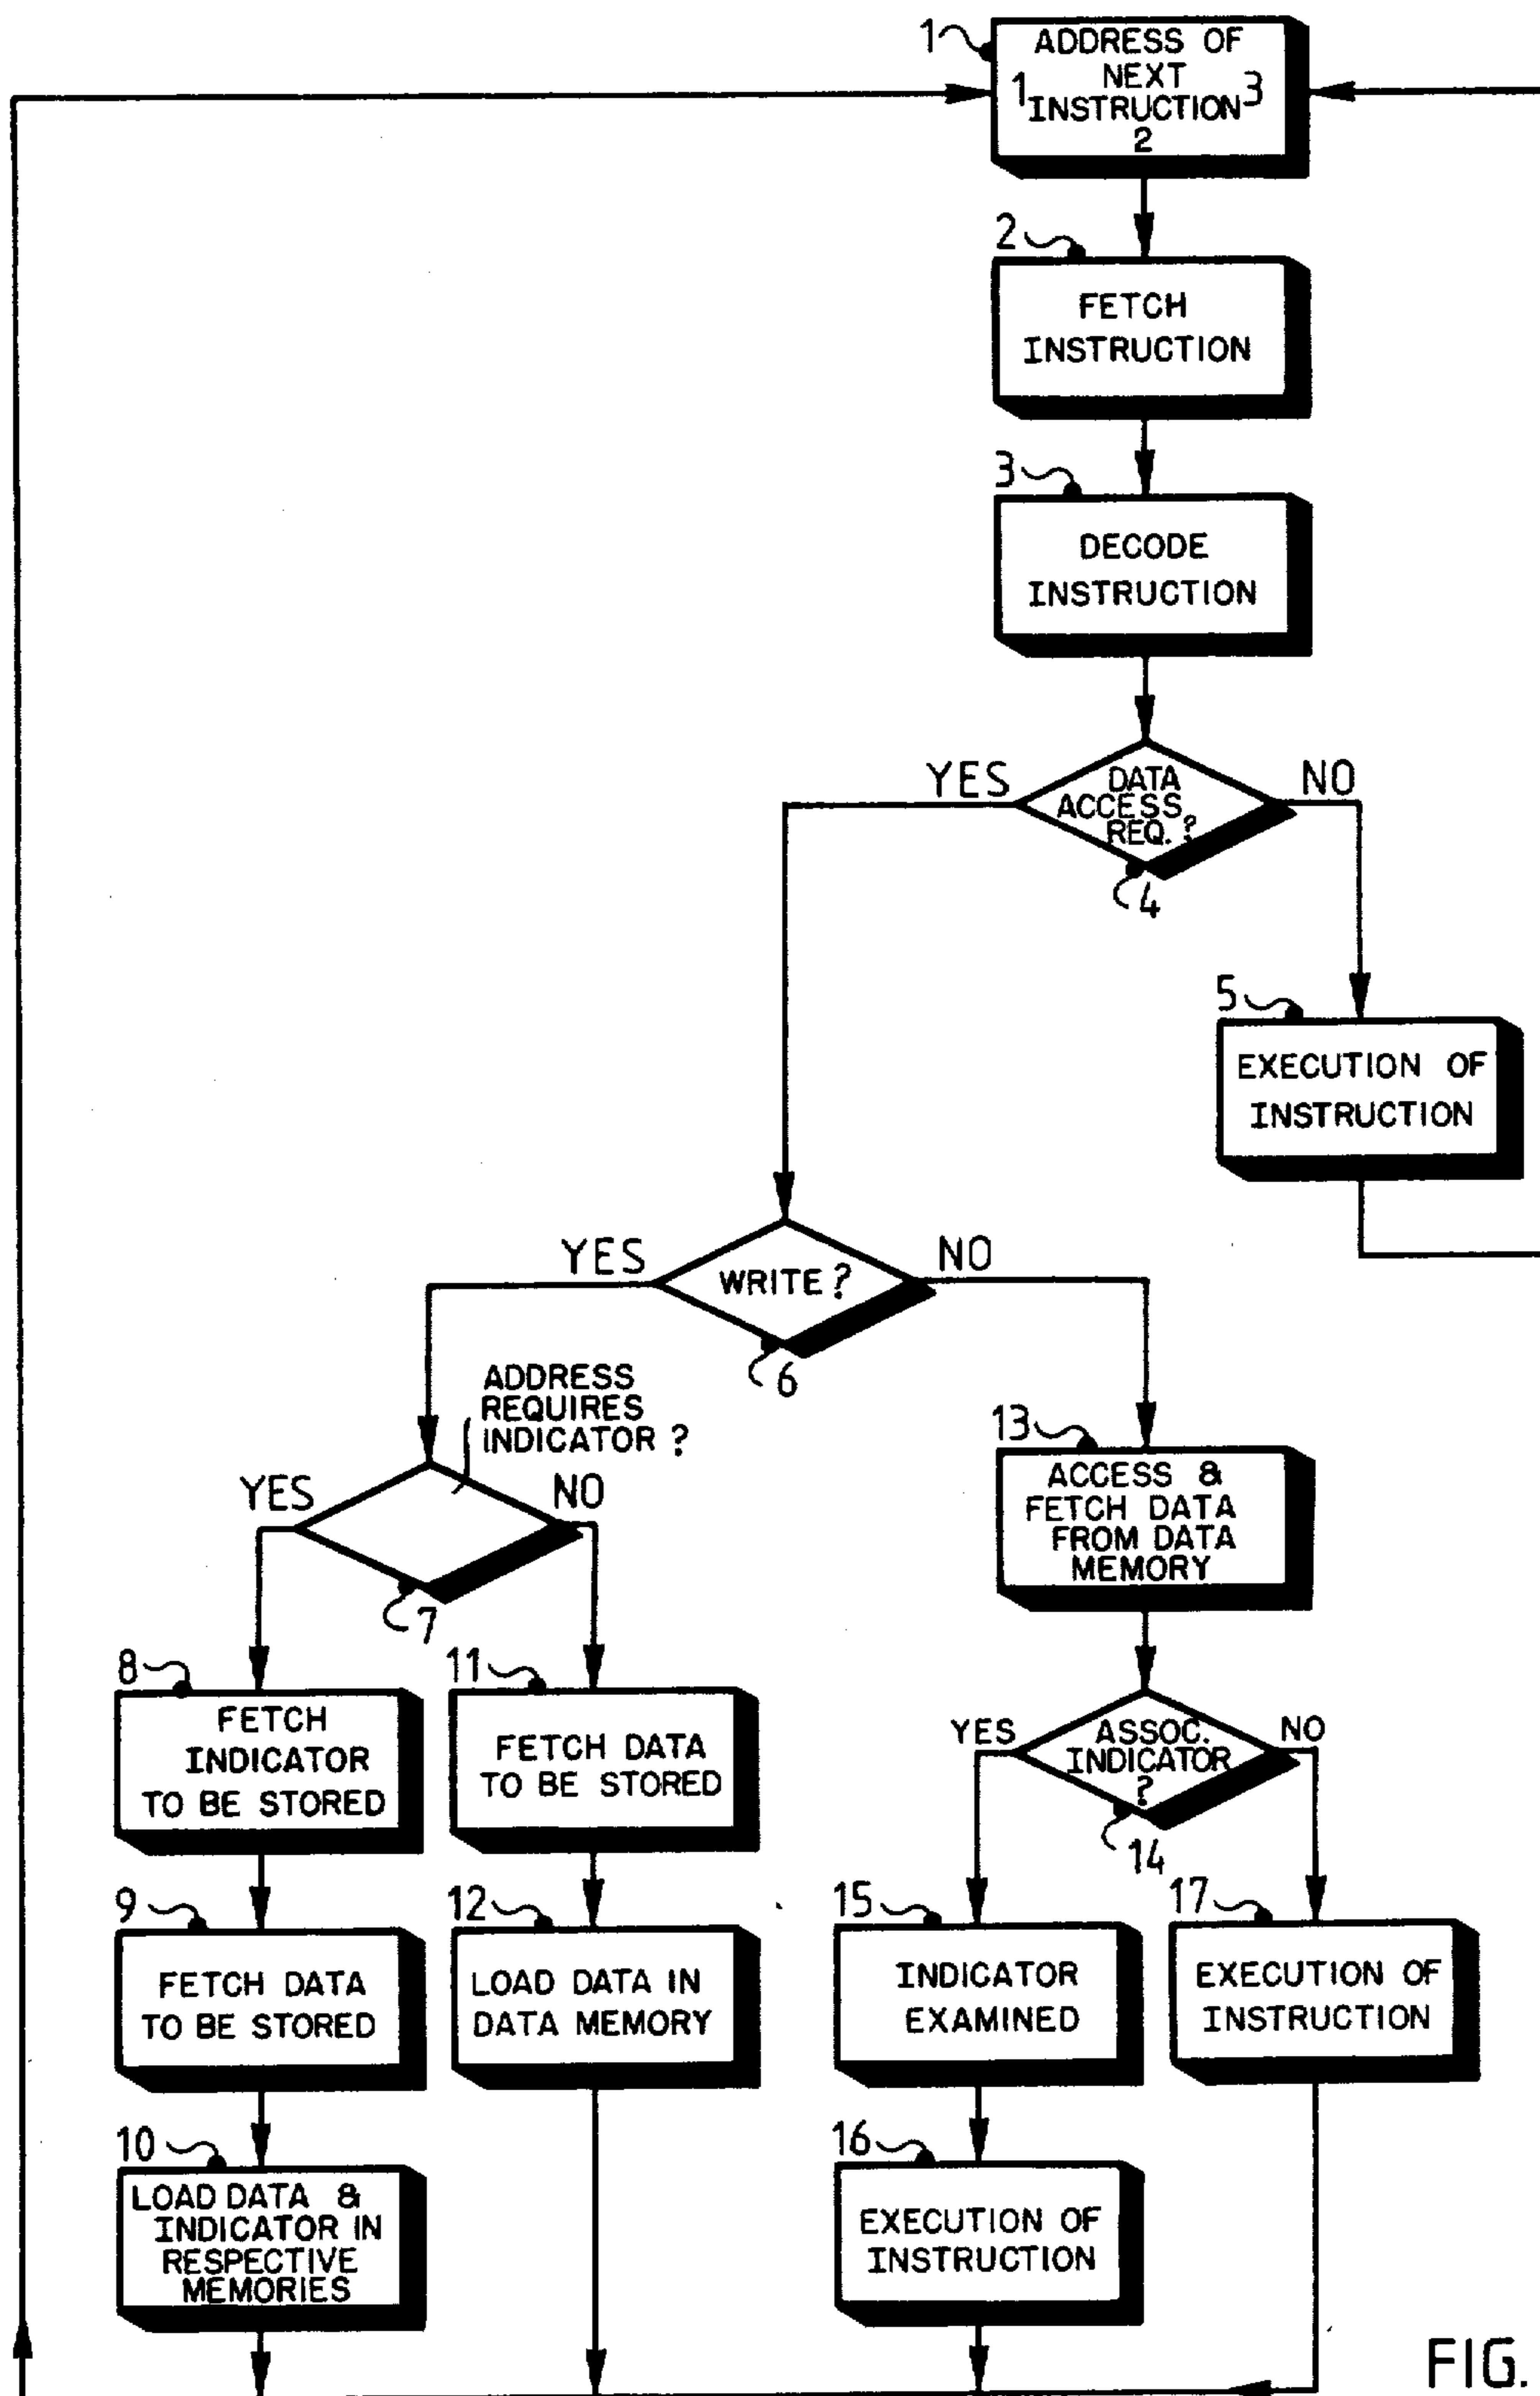 1
ADDRESS OF
NEXT
1 INSTRUCTION 3
2
2
FETCH
INSTRUCTION
3
DECODE
INSTRUCTION
YES
DATA
ACCESS
REQ. ?
NO
4
5
EXECUTION OF
INSTRUCTION
YES
WRITE ?
NO
6
ADDRESS
REQUIRES
INDICATOR ?
YES
NO
7
13
ACCESS &
FETCH DATA
FROM DATA
MEMORY
8
FETCH
INDICATOR
TO BE STORED
11
FETCH DATA
TO BE STORED
YES
ASSOC.
INDICATOR
?
NO
14
9
FETCH DATA
TO BE STORED
12
LOAD DATA IN
DATA MEMORY
15
INDICATOR
EXAMINED
17
EXECUTION OF
INSTRUCTION
10
LOAD DATA &
INDICATOR IN
RESPECTIVE
MEMORIES
16
EXECUTION OF
INSTRUCTION
FIG.